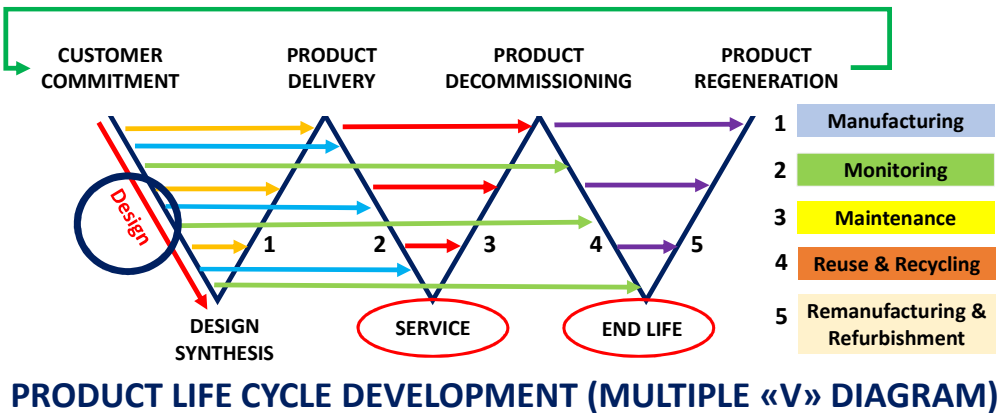 CUSTOMER
COMMITMENT
PRODUCT
DELIVERY
PRODUCT
DECOMMISSIONING
PRODUCT
REGENERATION
Design
1
2
3
4
5
DESIGN
SYNTHESIS
SERVICE
END LIFE
1 Manufacturing
2 Monitoring
3 Maintenance
4 Reuse & Recycling
5 Remanufacturing &
Refurbishment
PRODUCT LIFE CYCLE DEVELOPMENT (MULTIPLE «V» DIAGRAM)